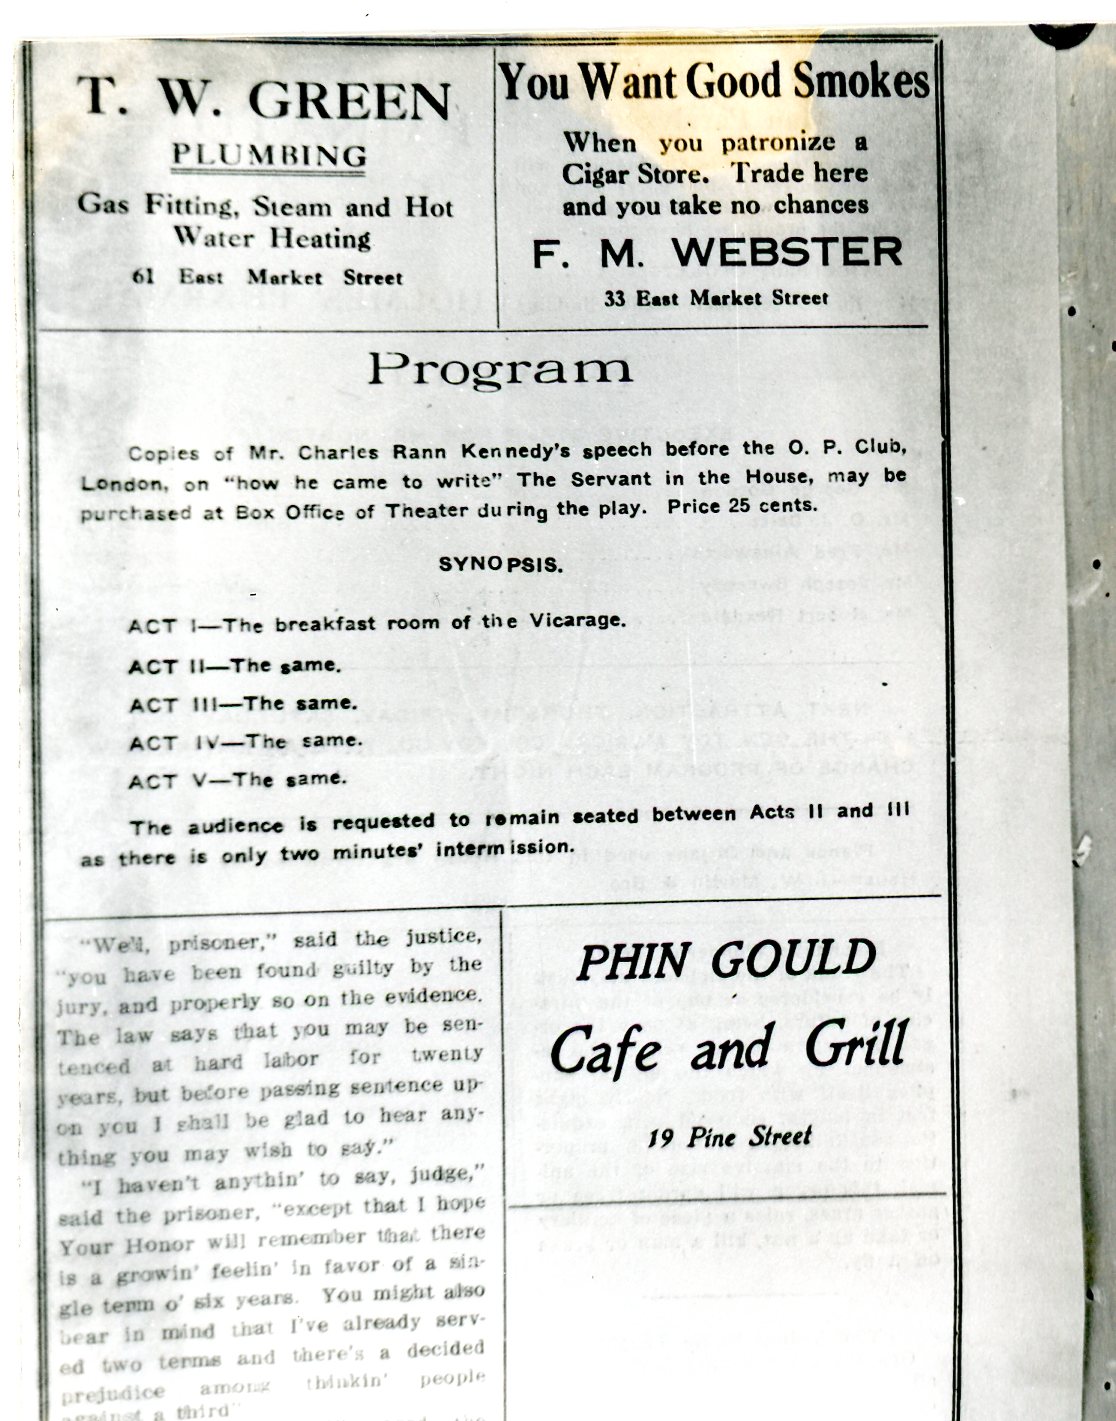 T. W. GREEN
PLUMBING
Gas Fitting, Steam and Hot
Water Heating
61 East Market Street
You Want Good Smokes
When you patronize a
Cigar Store. Trade here
and you take no chances
F. M. WEBSTER
33 East Market Street
Program
Copies of Mr. Charles Rann Kennedy's speech before the O. P. Club,
London, on "how he came to write" The Servant in the House, may be
purchased at Box Office of Theater during the play. Price 25 cents.
SYNOPSIS.
ACT I—The breakfast room of the Vicarage.
ACT II—The same.
ACT III—The same.
ACT IV—The same.
ACT V—The same.
The audience is requested to remain seated between Acts II and III
as there is only two minutes' intermission.
"Well, prisoner," said the justice,
"you have been found guilty by the
jury, and properly so on the evidence.
The law says that you may be sen-
tenced at hard labor for twenty
years, but before passing sentence up-
on you I shall be glad to hear any-
thing you may wish to say."
"I haven't anythin' to say, judge,"
said the prisoner, "except that I hope
Your Honor will remember that there
is a growin' feelin' in favor of a sin-
gle term o' six years. You might also
bear in mind that I've already serv-
ed two terms and there's a decided
prejudice among thinkin' people
against a third"
PHIN GOULD
Cafe and Grill
19 Pine Street